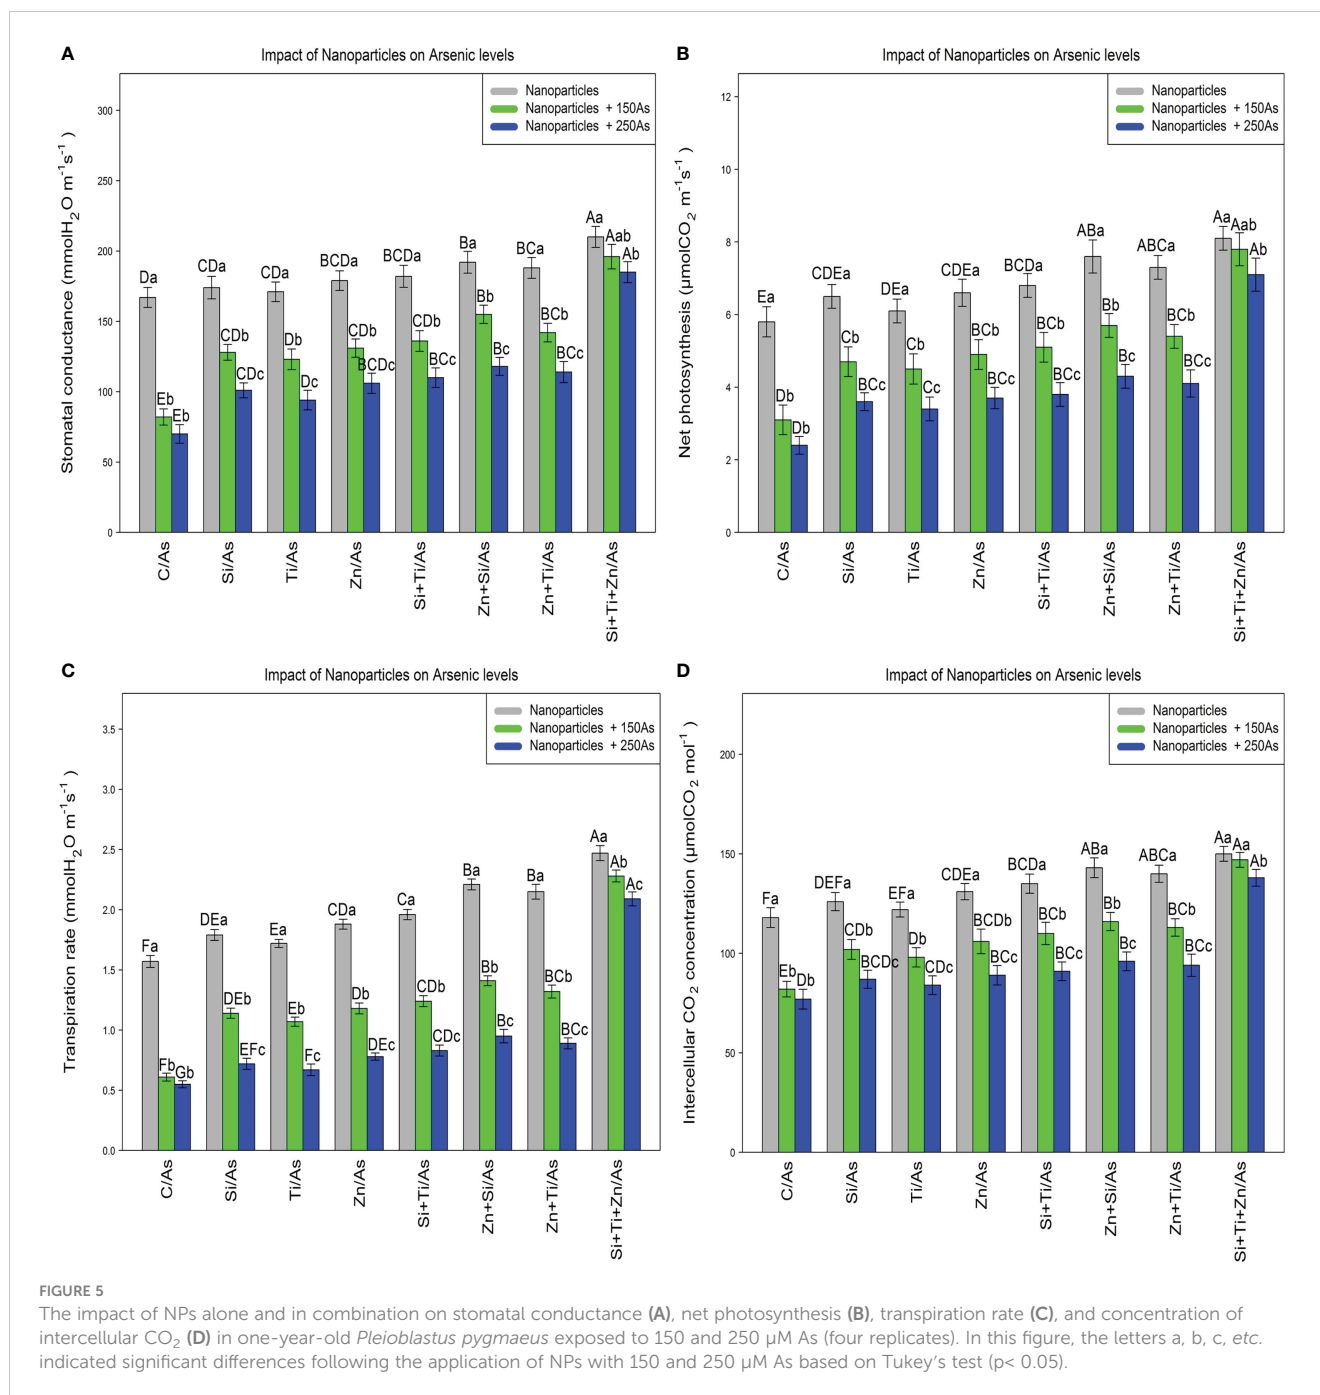 A
Impact of Nanoparticles on Arsenic levels
Nanoparticles
Nanoparticles + 150As
Nanoparticles + 250As
Stomatal conductance (mmolH2O m-1s-1 )
300
250
200
150
100
50
0
Da Eb Eb
CDa CDb CDc
CDa Db Dc
BCDa CDb BCDc
BCDa CDb BCc
Ba Bb Bc
BCa BCb BCc
Aa Aab Ab
C/As Si/As Ti/As Zn/As Si+Ti/As Zn+Si/As Zn+Ti/As Si+Ti+Zn/As
B
Impact of Nanoparticles on Arsenic levels
Nanoparticles
Nanoparticles + 150As
Nanoparticles + 250As
Net photosynthesis (µmolCO2 m-1s-1 )
12
10
8
6
4
2
0
Ea Db Db
CDEa Cb BCc
DEa Cb Cc
CDEa BCb BCc
BCDa BCb BCc
ABa Bb Bc
ABCa BCb BCc
Aa Aab Ab
C/As Si/As Ti/As Zn/As Si+Ti/As Zn+Si/As Zn+Ti/As Si+Ti+Zn/As
C
Impact of Nanoparticles on Arsenic levels
Nanoparticles
Nanoparticles + 150As
Nanoparticles + 250As
Transpiration rate (mmolH2O m-1s-1 )
3.5
3.0
2.5
2.0
1.5
1.0
0.5
0.0
Fa Fb Gb
DEa DEb EFc
Ea Eb Fc
CDa Db DEc
Ca CDb CDc
Ba Bb Bc
Ba BCb BCc
Aa Ab Ac
C/As Si/As Ti/As Zn/As Si+Ti/As Zn+Si/As Zn+Ti/As Si+Ti+Zn/As
D
Impact of Nanoparticles on Arsenic levels
Nanoparticles
Nanoparticles + 150As
Nanoparticles + 250As
Intercellular CO2 concentration (µmolCO2 mol-1 )
200
150
100
50
0
Fa Eb Db
DEFa CDb BCDc
EFa Db CDc
CDEa BCDb BCc
BCDa BCb BCc
ABa Bb Bc
ABCa BCb BCc
Aa Aa Ab
C/As Si/As Ti/As Zn/As Si+Ti/As Zn+Si/As Zn+Ti/As Si+Ti+Zn/As
FIGURE 5
The impact of NPs alone and in combination on stomatal conductance (A), net photosynthesis (B), transpiration rate (C), and concentration of
intercellular CO2 (D) in one-year-old Pleioblastus pygmaeus exposed to 150 and 250 µM As (four replicates). In this figure, the letters a, b, c, etc.
indicated significant differences following the application of NPs with 150 and 250 µM As based on Tukey's test (p< 0.05).